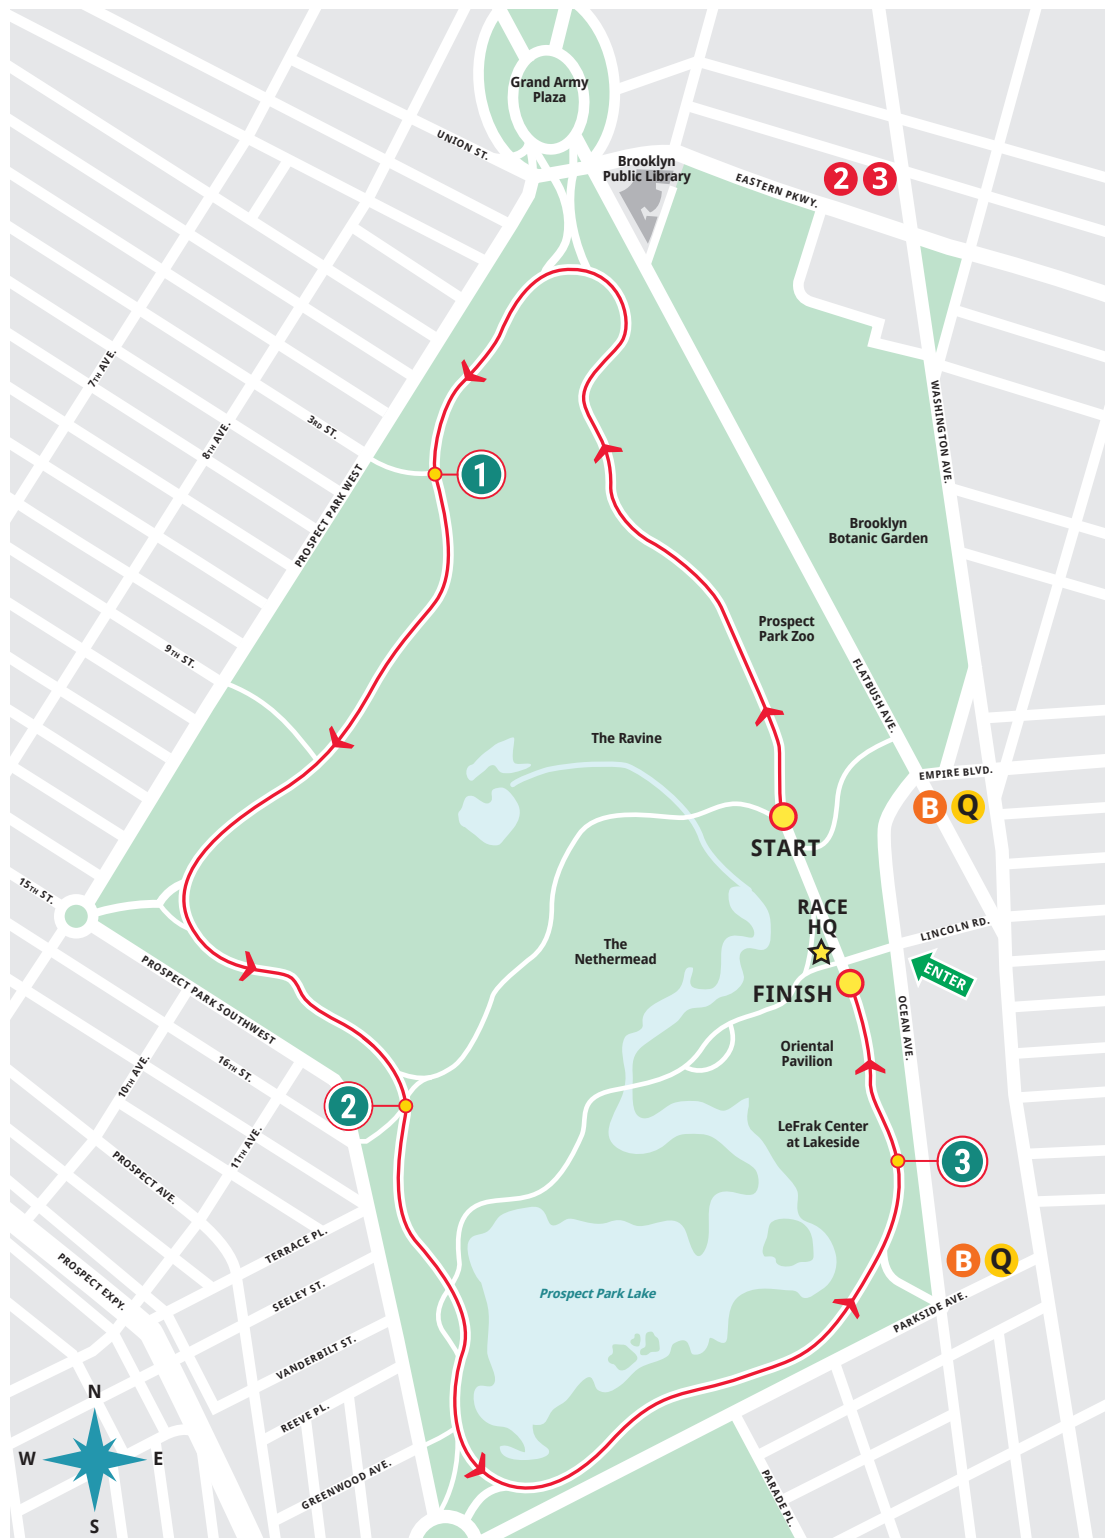 Grand Army
Plaza
UNION ST.
Brooklyn
Public Library
EASTERN PKWY.
2 3
7TH AVE.
8TH AVE.
3RD ST.
PROSPECT PARK WEST
WASHINGTON AVE.
1
Brooklyn
Botanic Garden
Prospect
Park Zoo
9TH ST.
FLATBUSH AVE.
The Ravine
EMPIRE BLVD.
B Q
START
15TH ST.
RACE
HQ
LINCOLN RD.
The
Nethermead
ENTER
FINISH
PROSPECT PARK SOUTHWEST
OCEAN AVE.
Oriental
Pavilion
10TH AVE.
16TH ST.
2
11TH AVE.
LeFrak Center
at Lakeside
3
PROSPECT AVE.
TERRACE PL.
B Q
PROSPECT EXPY.
SEELEY ST.
Prospect Park Lake
PARKSIDE AVE.
VANDERBILT ST.
REEVE PL.
N
W E
S
GREENWOOD AVE.
PARADE PL.